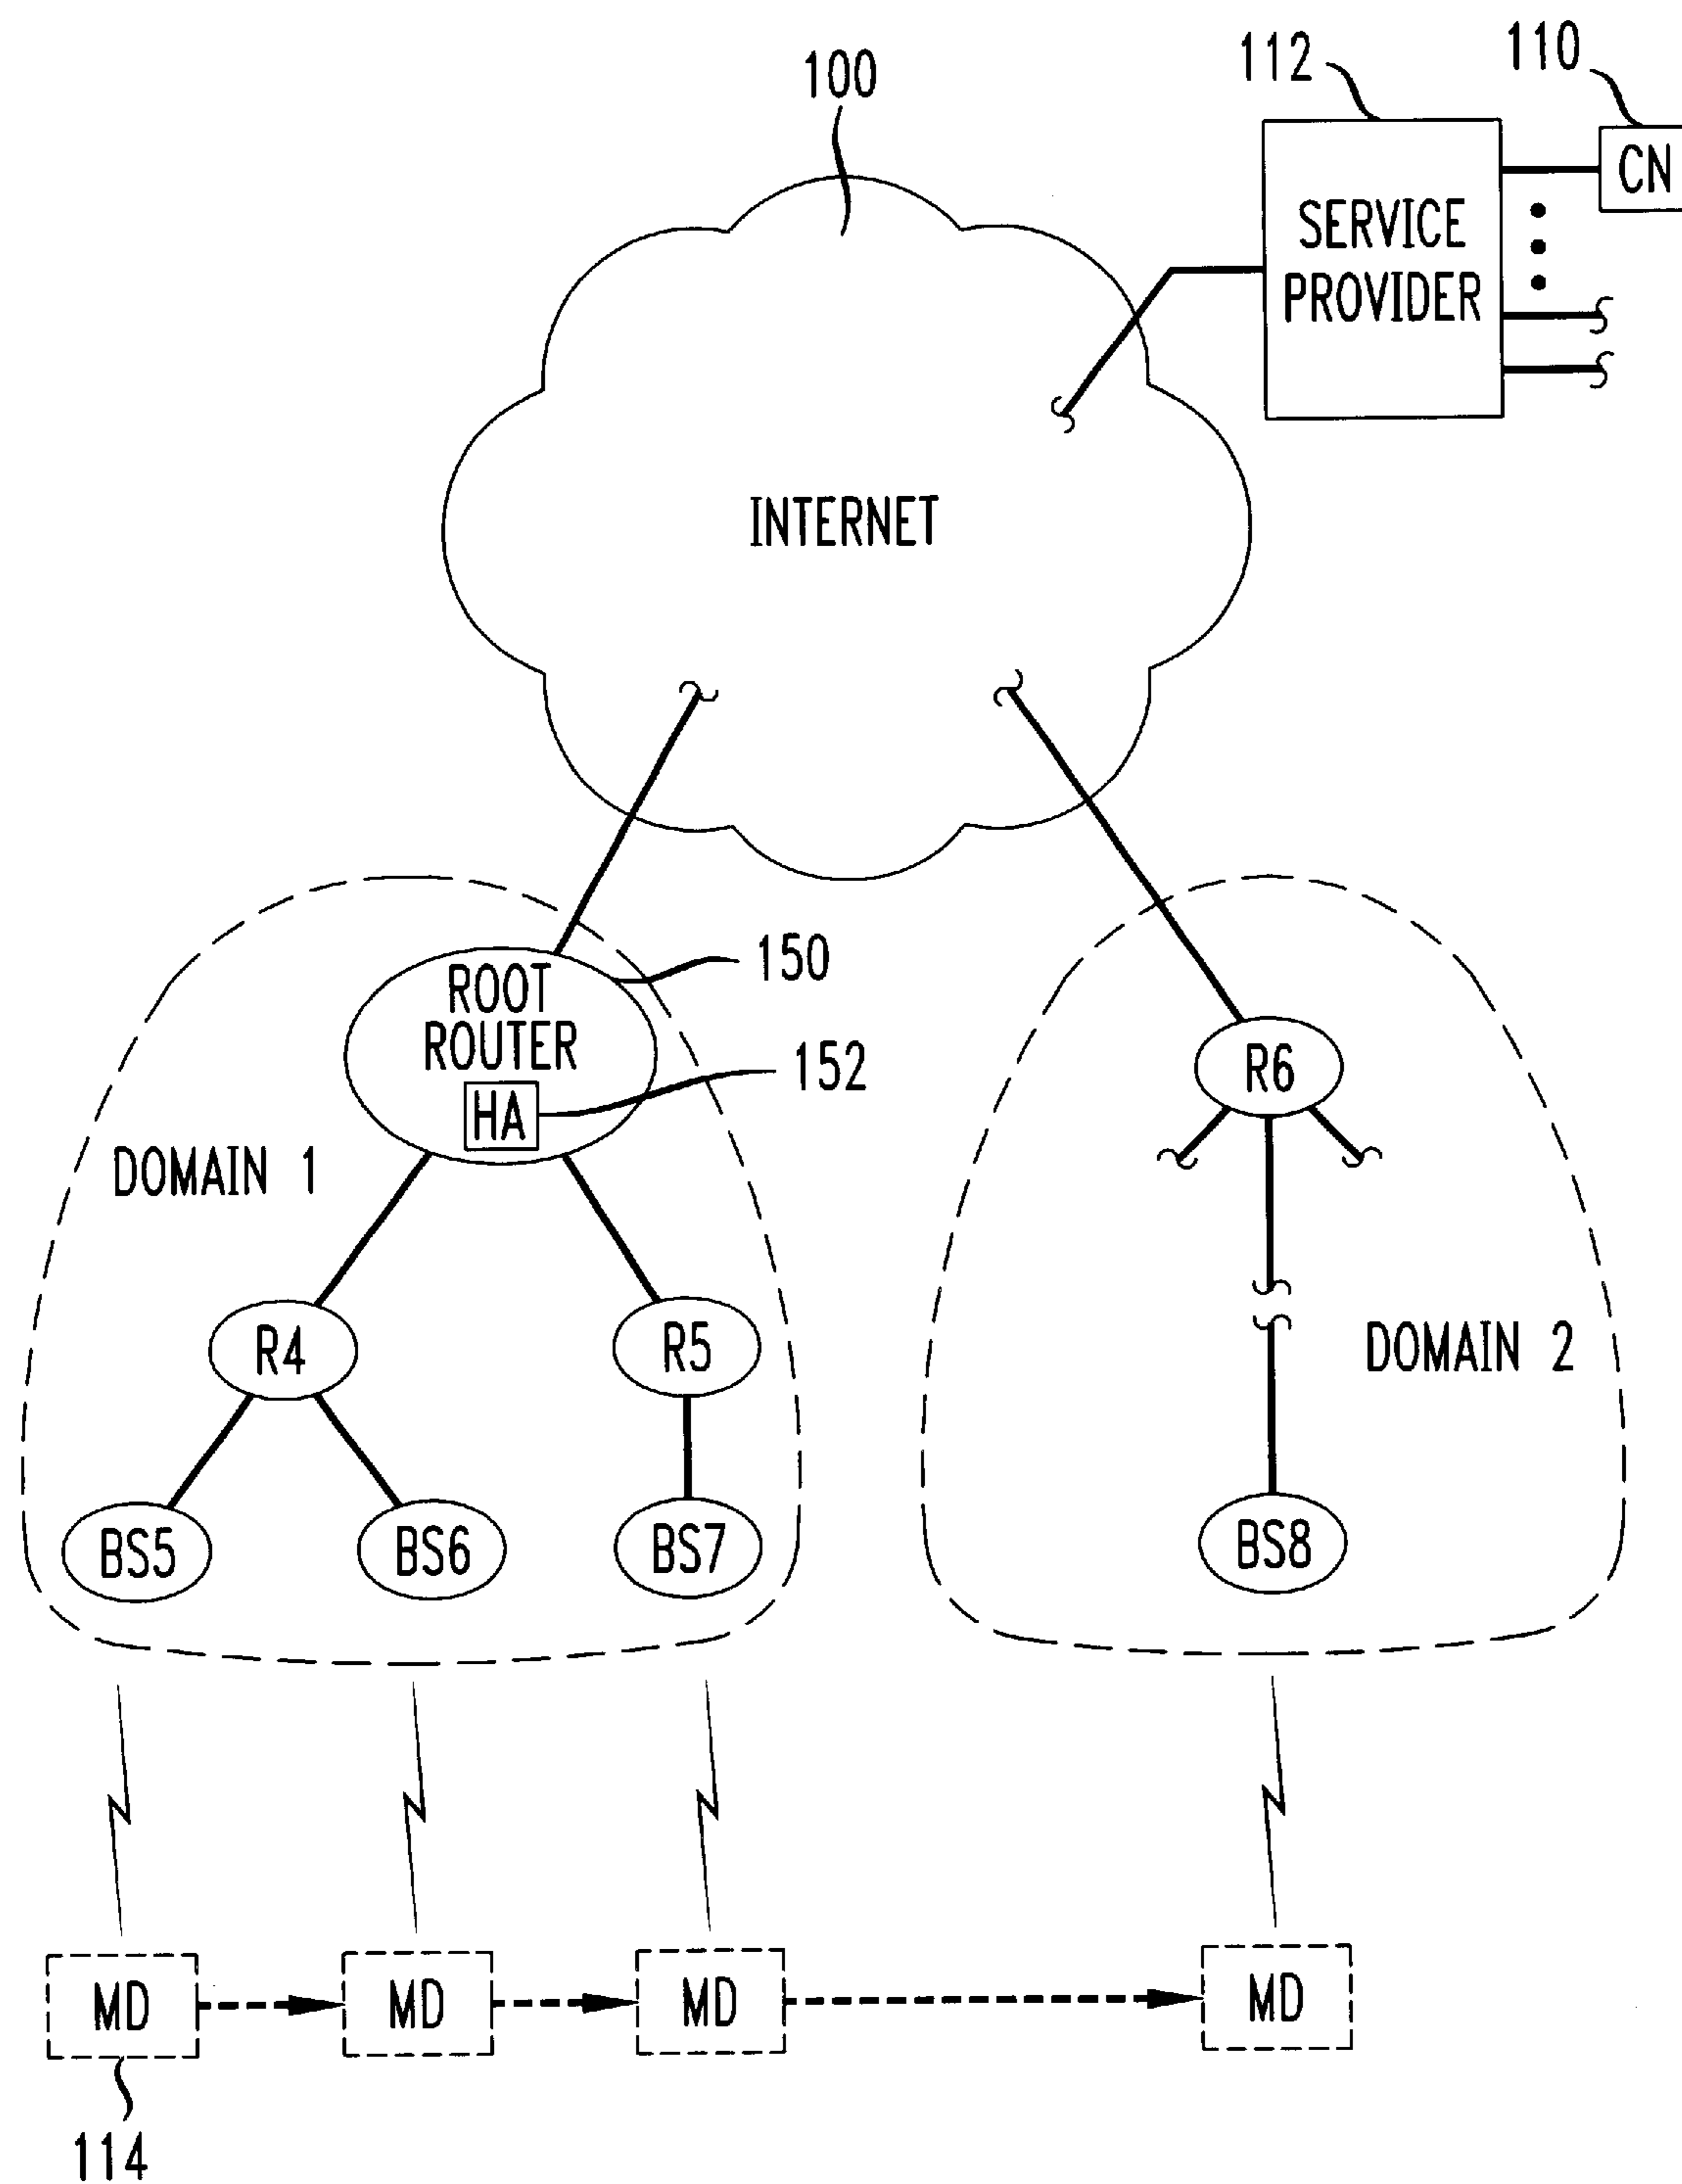 112
110
100
CN
SERVICE
PROVIDER
INTERNET
150
ROOT
ROUTER
152
HA
R6
DOMAIN 1
R4
R5
DOMAIN 2
BS5
BS6
BS7
BS8
MD
MD
MD
MD
114